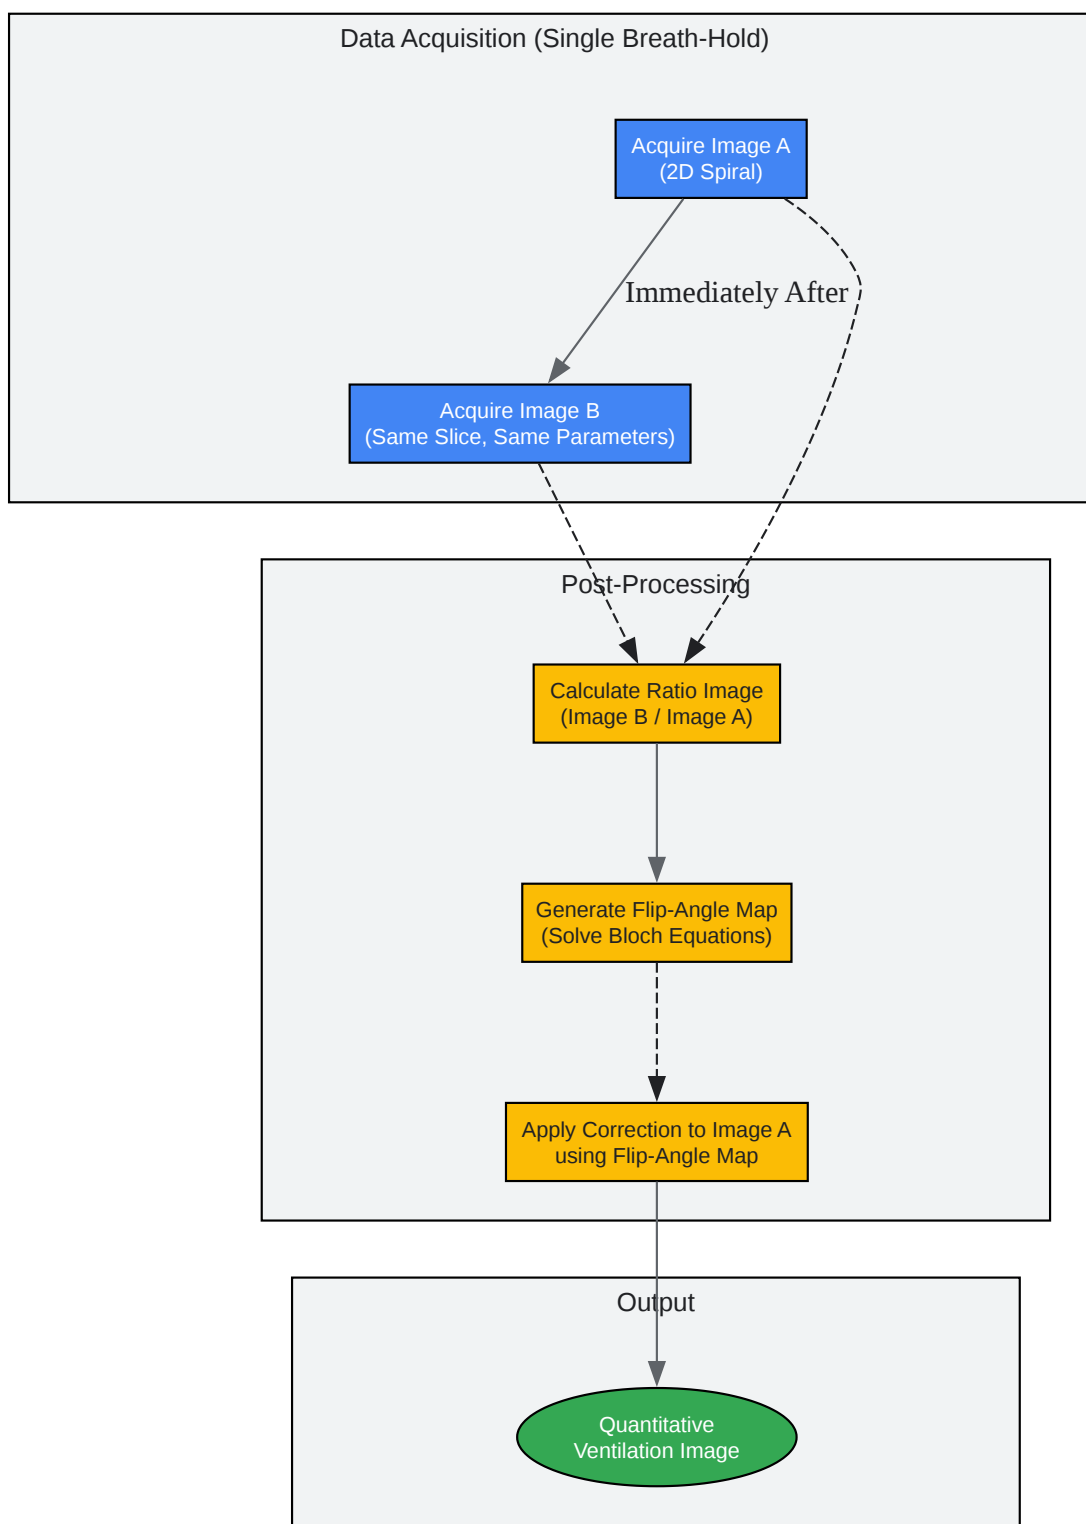 Data Acquisition (Single Breath-Hold)
Acquire Image A
(2D Spiral)
Immediately After
Acquire Image B
(Same Slice, Same Parameters)
Post-Processing
Calculate Ratio Image
(Image B / Image A)
Generate Flip-Angle Map
(Solve Bloch Equations)
Apply Correction to Image A
using Flip-Angle Map
Output
Quantitative
Ventilation Image